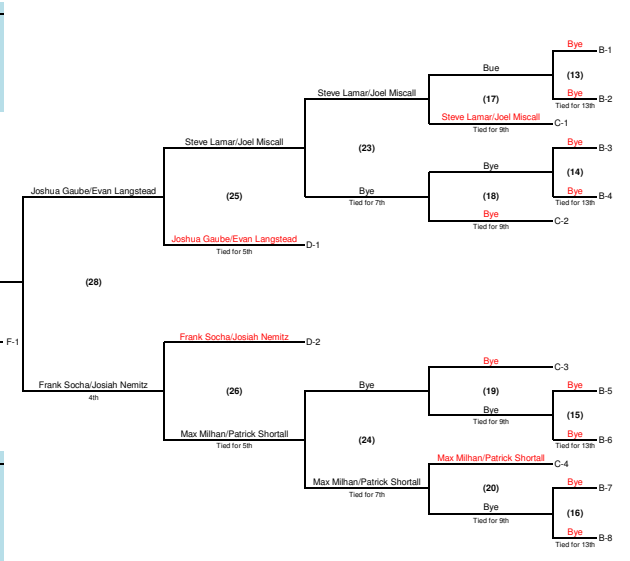 Bye B-1
Bue (13)
Steve Lamar/Joel Miscall (17) Bye B-2
Tied for 13th
Steve Lamar/Joel Miscall C-1
Tied for 9th
Steve Lamar/Joel Miscall (23) Bye B-3
Bye (14)
Joshua Gaube/Evan Langstead (25) Bye (18) Bye B-4
Tied for 7th Tied for 13th
Bye C-2
Tied for 9th
Joshua Gaube/Evan Langstead D-1
Tied for 5th
(28)
F-1 Frank Socha/Josiah Nemitz D-2
Bye C-3
Frank Socha/Josiah Nemitz (26) Bye (19) Bye B-5
4th
Bye (15)
Tied for 9th
Max Milhan/Patrick Shortall (24) Bye B-6
Tied for 5th Tied for 13th
Max Milhan/Patrick Shortall C-4
Max Milhan/Patrick Shortall (20) Bye B-7
Tied for 7th
Bye (16)
Tied for 9th
Bye B-8
Tied for 13th